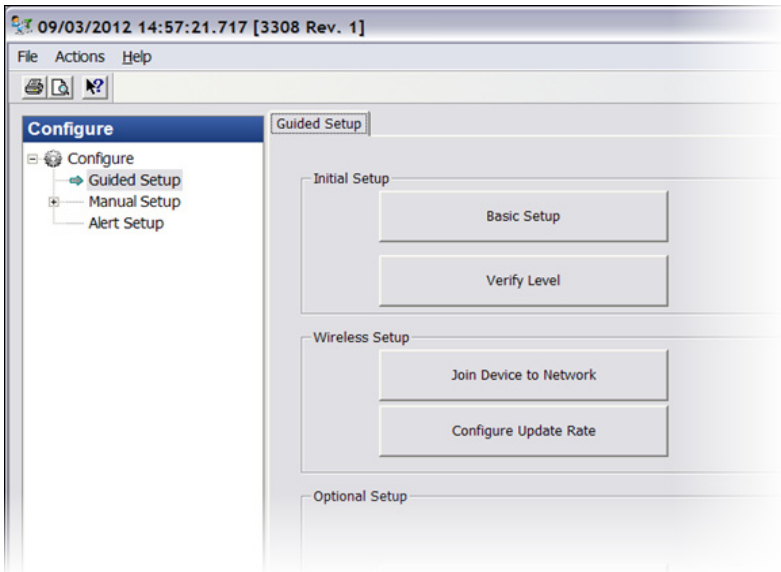 09/03/2012 14:57:21.717 [3308 Rev. 1]
File Actions Help
Configure
Configure
Guided Setup
Manual Setup
Alert Setup
Guided Setup
Initial Setup
Basic Setup
Verify Level
Wireless Setup
Join Device to Network
Configure Update Rate
Optional Setup